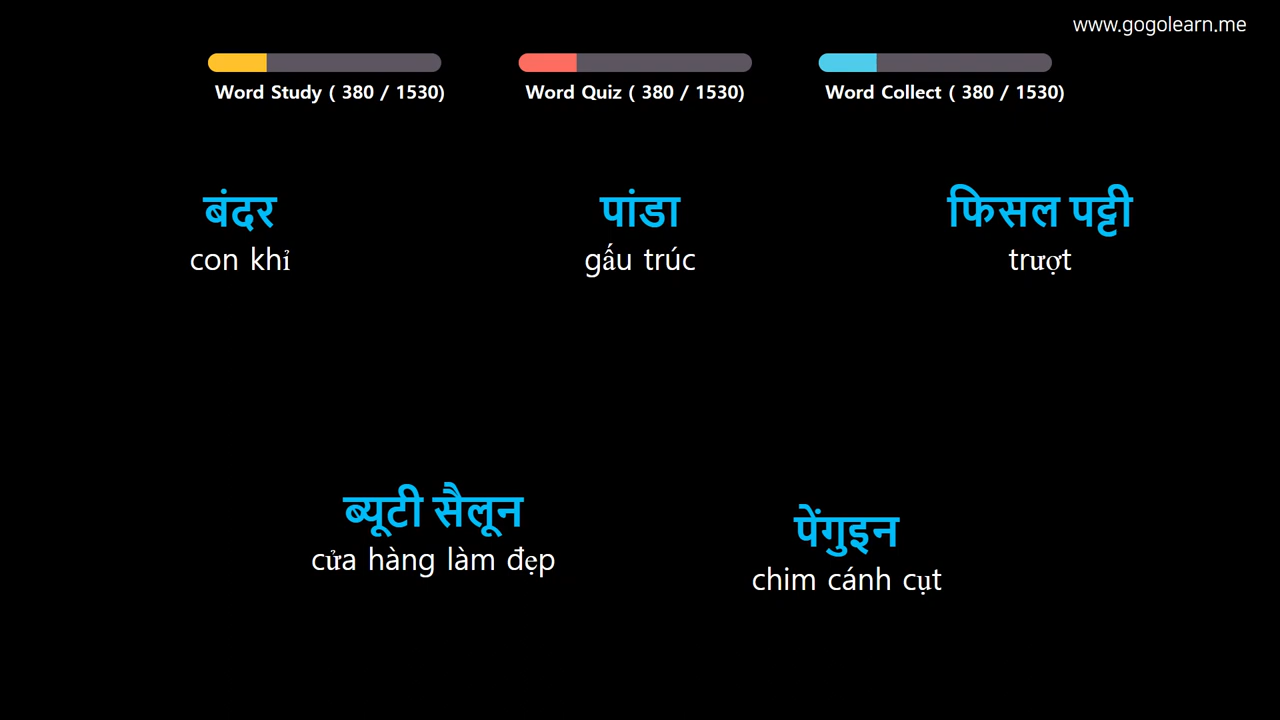 www.gogolearn.me
Word Study ( 380 / 1530)
Word Quiz ( 380 / 1530)
Word Collect ( 380 / 1530)
बंदर
con khỉ
पांडा
gấu trúc
फिसल पट्टी
trượt
ब्यूटी सैलून
cửa hàng làm đẹp
पेंगुइन
chim cánh cụt